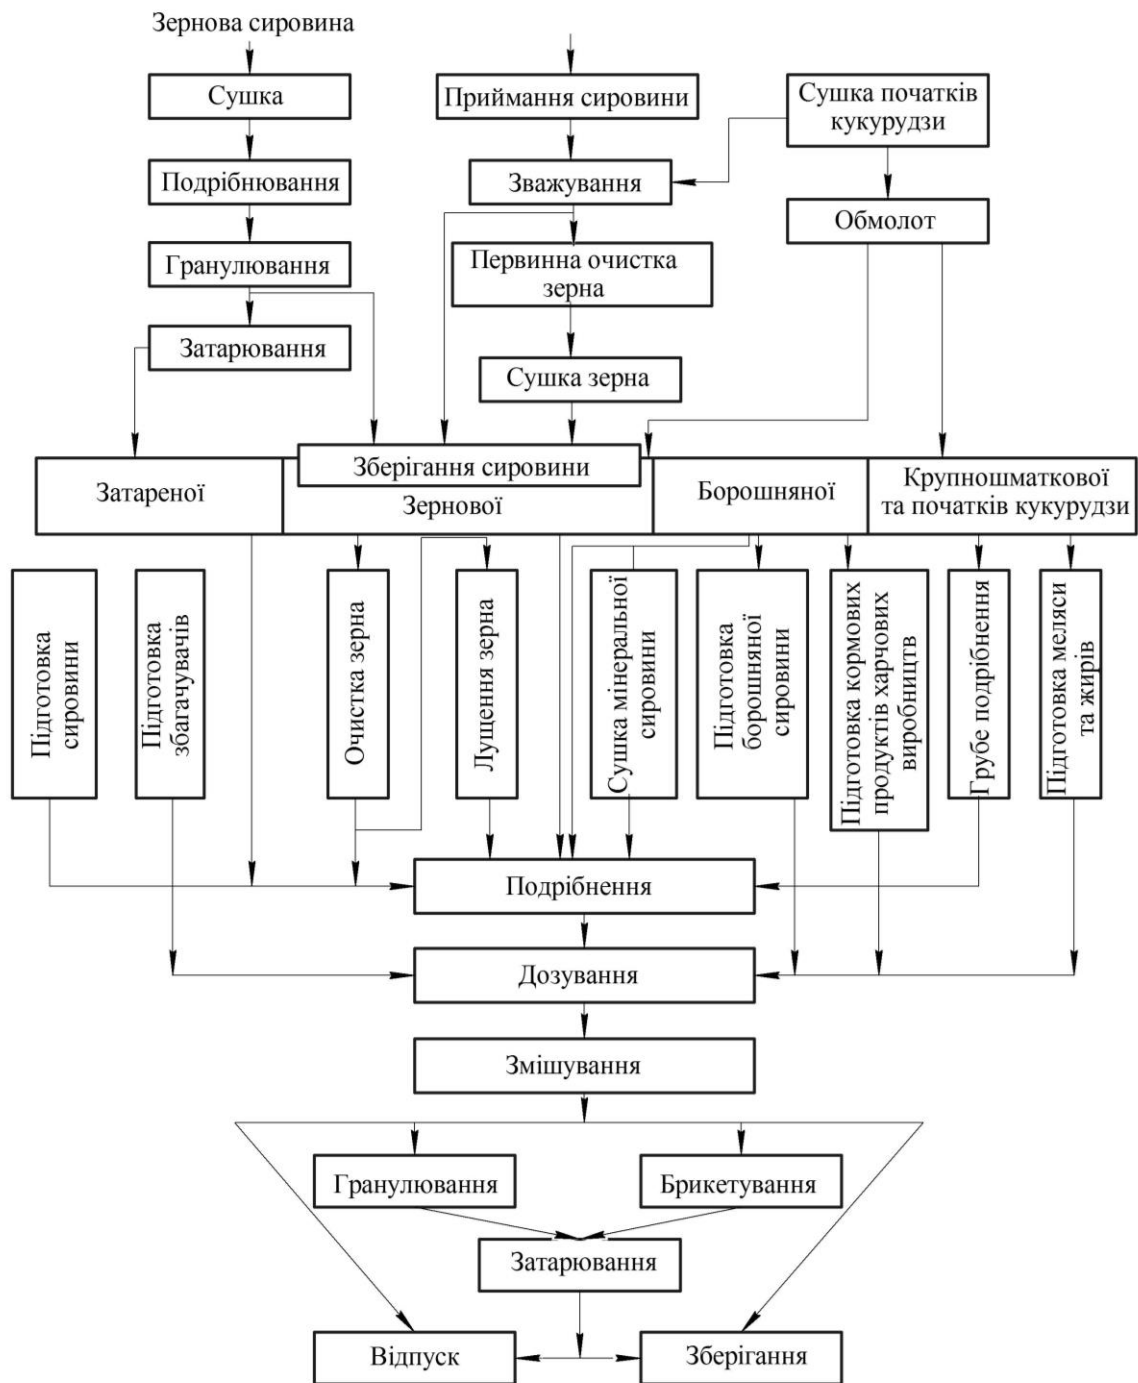 Зернова сировина
Сушка
Приймання сировини
Сушка початків
кукурудзи
Подрібнювання
Зважування
Обмолот
Гранулювання
Первинна очистка
зерна
Затарювання
Сушка зерна
Зберігання сировини
Затареної
Зернової
Борошняної
Крупношматкової
та початків кукурудзи
Підготовка
сировини
Підготовка
збагачувачів
Очистка зерна
Лущення зерна
Сушка мінеральної
сировини
Підготовка
борошняної
сировини
Підготовка кормових
продуктів харчових
виробництв
Грубе подрібнення
Підготовка меляси
та жирів
Подрібнення
Дозування
Змішування
Гранулювання
Брикетування
Затарювання
Відпуск
Зберігання